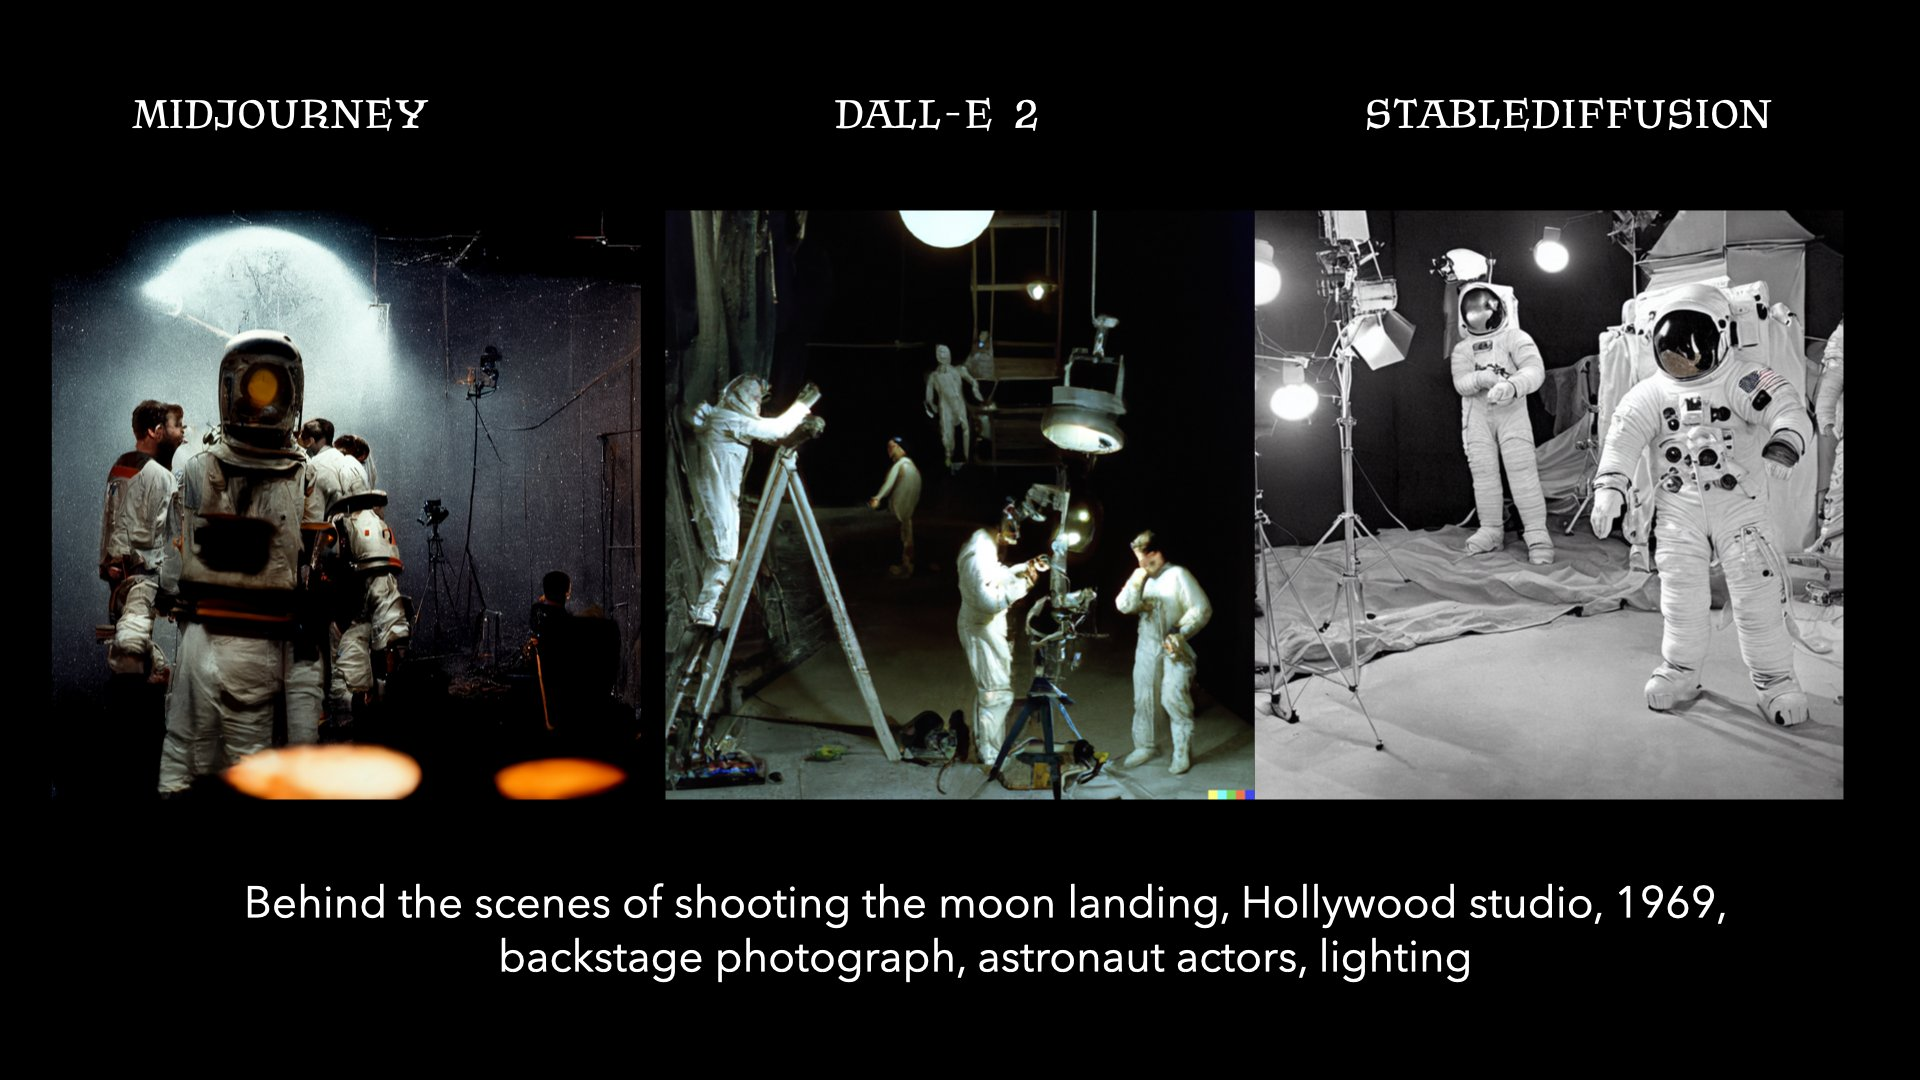 MIDJOURNEY
DALL-E 2
STABLEDIFFUSION
Behind the scenes of shooting the moon landing, Hollywood studio, 1969,
backstage photograph, astronaut actors, lighting